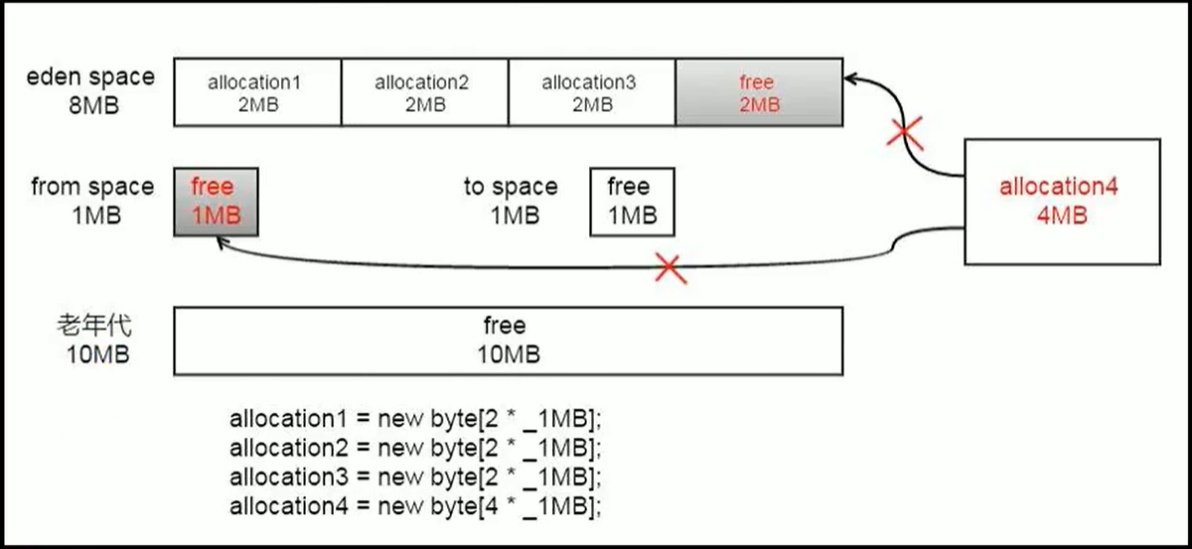 eden space
8MB
allocation1
2MB
allocation2
2MB
allocation3
2MB
free
2MB
from space
1MB
free
1MB
to space
1MB
free
1MB
allocation4
4MB
老年代
10MB
free
10MB
allocation1 = new byte[2 * _1MB];
allocation2 = new byte[2 * _1MB];
allocation3 = new byte[2 * _1MB];
allocation4 = new byte[4 * _1MB];